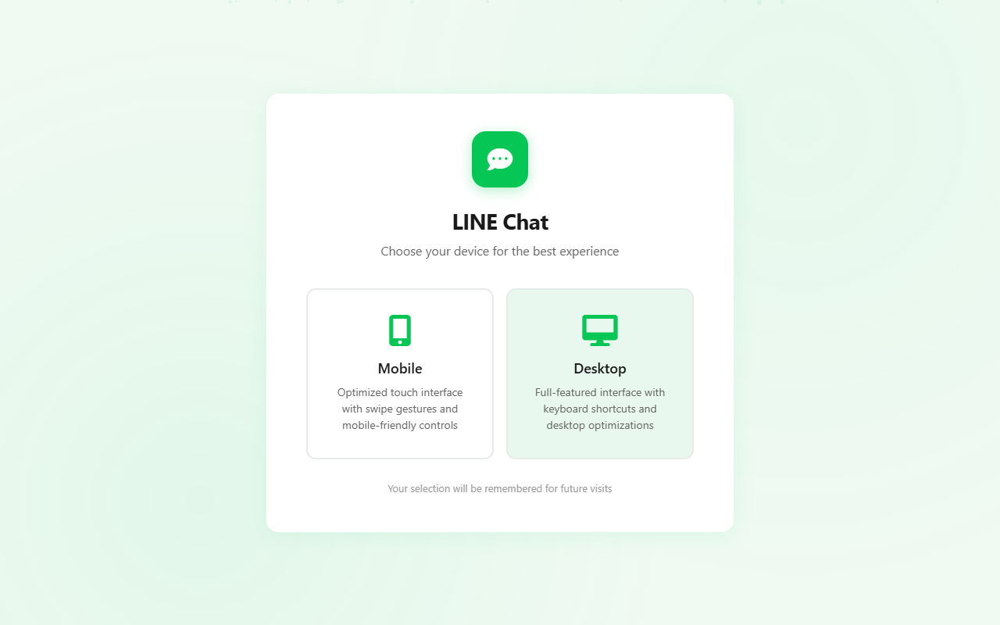 LINE Chat
Choose your device for the best experience
Mobile
Optimized touch interface
with swipe gestures and
mobile-friendly controls
Desktop
Full-featured interface with
keyboard shortcuts and
desktop optimizations
Your selection will be remembered for future visits